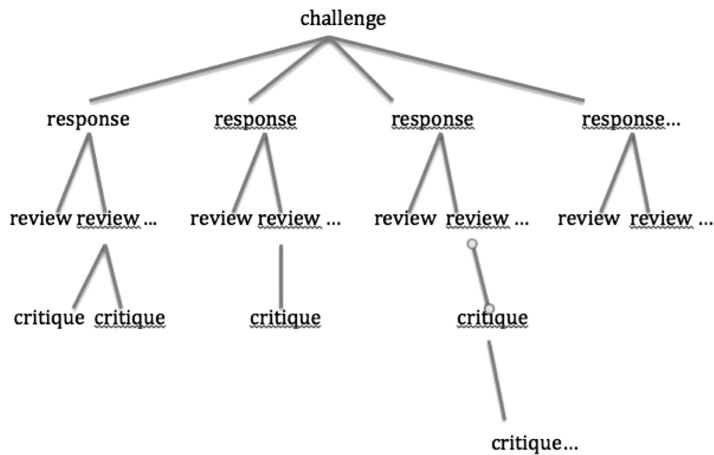 challenge
response response response response...
review review ... review review ... review review ... review review ...
critique critique critique critique
critique...